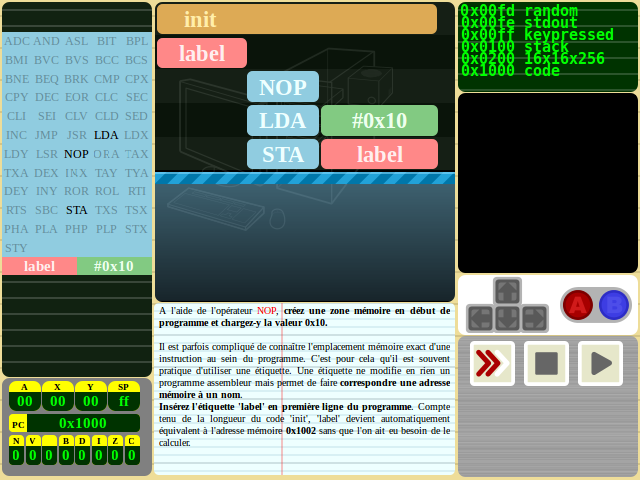 ADC AND ASL BIT BPL
BMI BVC BVS BCC BCS
BNE BEQ BRK CMP CPX
CPY DEC EOR CLC SEC
CLI SEI CLV CLD SED
INC JMP JSR LDA LDX
LDY LSR NOP ORA TAX
TXA DEX INX TAY TYA
DEY INY ROR ROL RTI
RTS SBC STA TXS TSX
PHA PLA PHP PLP STX
STY
label #0x10
A X Y SP
00 00 00 ff
PC 0x1000
N V B D I Z C
0 0 0 0 0 0 0 0
init
label
NOP
LDA #0x10
STA label
A l'aide de l'opérateur NOP, créez une zone mémoire en début de
programme et chargez-y la valeur 0x10.
Il est parfois compliqué de connaître l'emplacement mémoire exact d'une
instruction au sein du programme. C'est pour cela qu'il est souvent
pratique d'utiliser une étiquette. Une étiquette ne modifie en rien un
programme assembleur mais permet de faire correspondre une adresse
mémoire à un nom.
Insérez l'étiquette 'label' en première ligne du programme. Compte
tenu de la longueur du code 'init', 'label' devient automatiquement
équivalent à l'adresse mémoire 0x1002 sans que l'on ait eu besoin de le
calculer.
0x00fd random
0x00fe stdout
0x00ff keypressed
0x0100 stack
0x0200 16x16x256
0x1000 code
A B